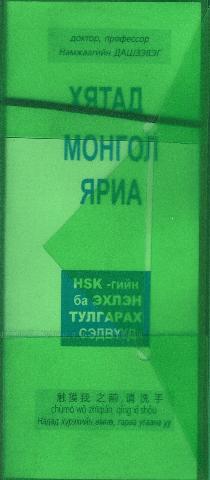 доктор, профессор
Намжаагийн ДАШЗЭВЭГ
ХЯТАД
МОНГОЛ
ЯРИА
HSK -гийн
ба ЭХЛЭН
ТУЛГАРАХ
СЭДВҮҮД
触摸我 之前,请 洗 手
chùmō wǒ zhīqián, qǐng xǐ shǒu
Надад хүрэхийн өмнө, гараа угаана уу